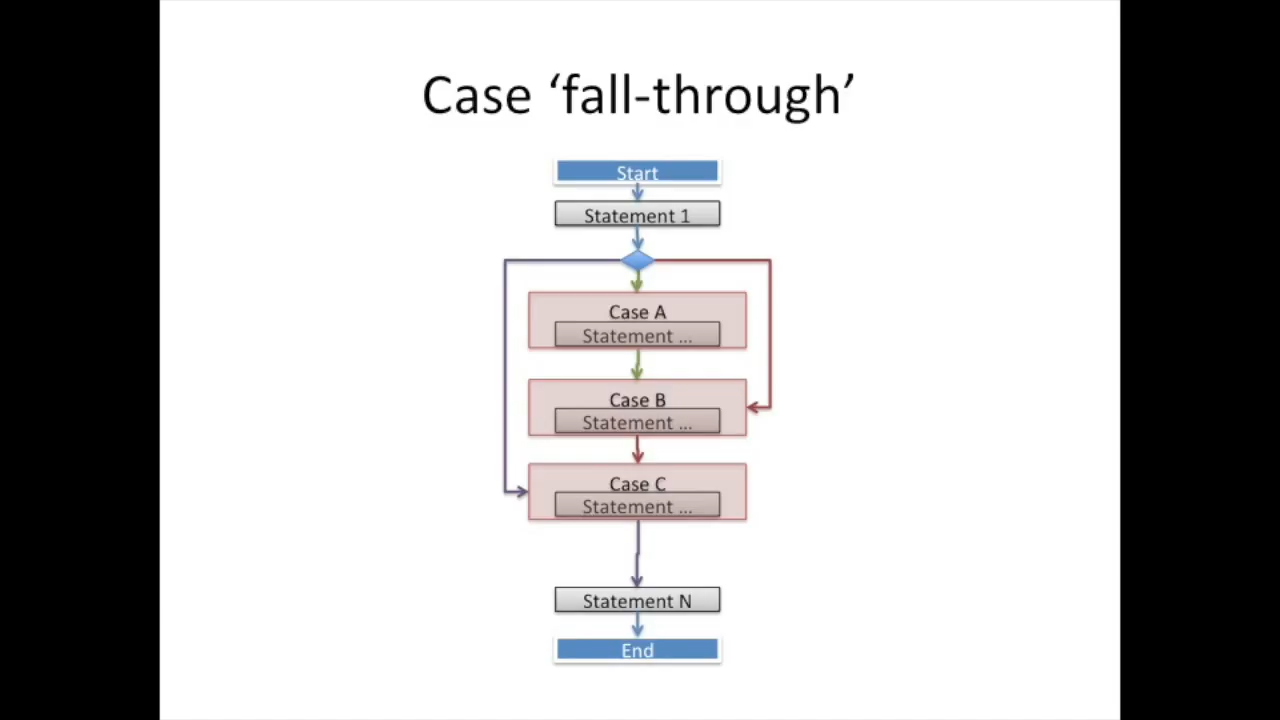 Case ‘fall-through’
Start
Statement 1
Case A
Statement ...
Case B
Statement ...
Case C
Statement ...
Statement N
End